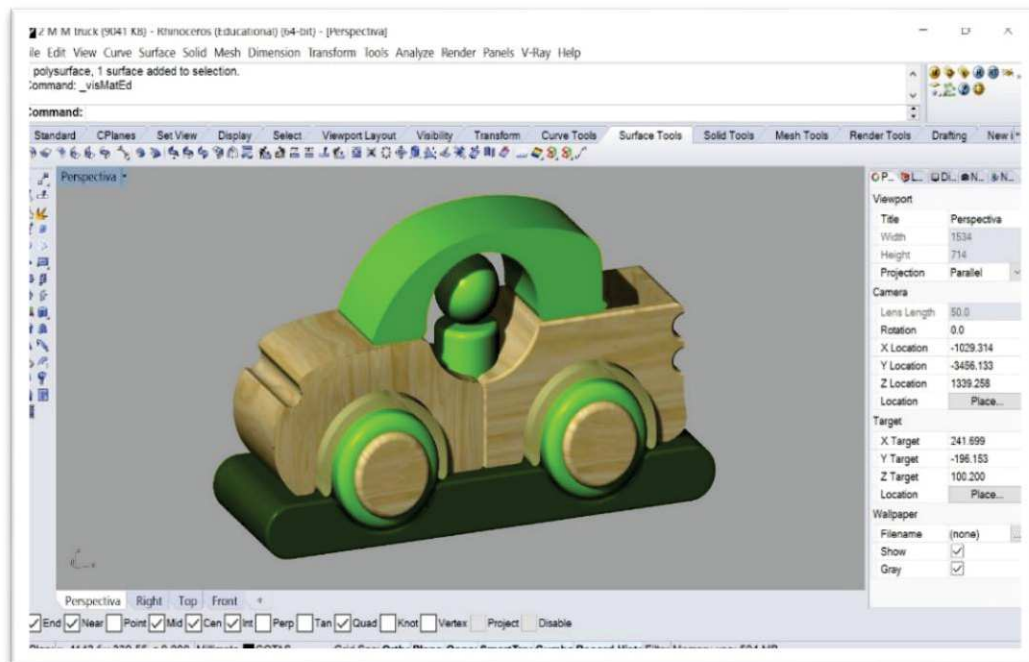 2 M M truck (9041 KB) - Rhinoceros (Educational) (64-bit) - [Perspectiva]
ile Edit View Curve Surface Solid Mesh Dimension Transform Tools Analyze Render Panels V-Ray Help
polysurface, 1 surface added to selection.
ommand: _visMatEd
ommand:
Standard CPlanes Set View Display Select Viewport Layout Visibility Transform Curve Tools Surface Tools Solid Tools Mesh Tools Render Tools Drafting New i
Perspectiva
P... L... Di... N... N...
Viewport
Title Perspectiva
Width 1534
Height 714
Projection Parallel
Camera
Lens Length 50.0
Rotation 0.0
X Location -1029.314
Y Location -3456.133
Z Location 1339.258
Location Place...
Target
X Target 241.699
Y Target -196.153
Z Target 100.200
Location Place...
Wallpaper
Filename (none) ...
Show
Gray
Perspectiva Right Top Front
End Near Point Mid Cen Int Perp Tan Quad Knot Vertex Project Disable